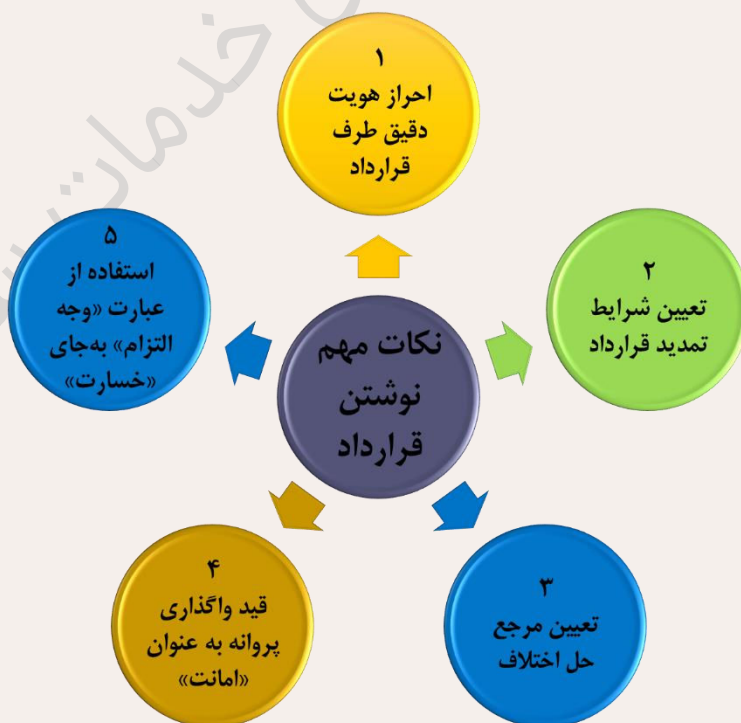 خدمات
۱
احراز هویت
دقیق طرف
قرارداد
۲
تعیین شرایط
تمدید قرارداد
۳
تعیین مرجع
حل اختلاف
۴
قید واگذاری
پروانه به عنوان
«امانت»
۵
استفاده از
عبارت «وجه
التزام» به‌جای
«خسارت»
نکات مهم
نوشتن
قرارداد